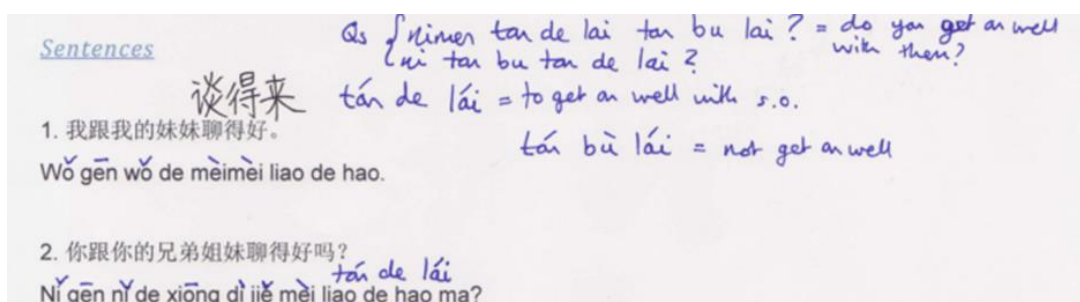 Sentences
Qs { nimen tan de lai tan bu lai? = do you get on well with them?
ni tan bu tan de lai?
谈得来 tán de lái = to get on well with s.o.
1. 我跟我的妹妹聊得好。
tán bù lái = not get on well
Wǒ gēn wǒ de mèimèi liao de hao.
2. 你跟你的兄弟姐妹聊得好吗?
tán de lái
Nǐ gēn nǐ de xiōng dì jiě mèi liao de hao ma?